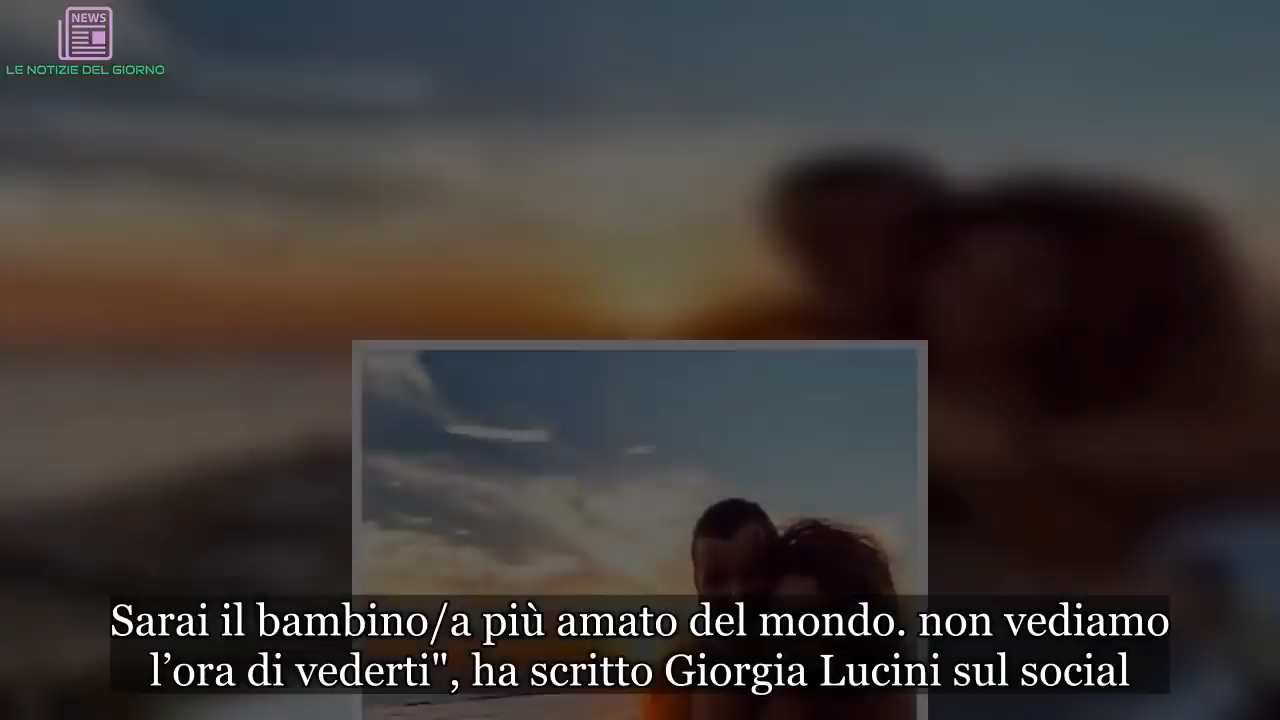 NEWS
LE NOTIZIE DEL GIORNO
Sarai il bambino/a più amato del mondo. non vediamo
l’ora di vederti", ha scritto Giorgia Lucini sul social